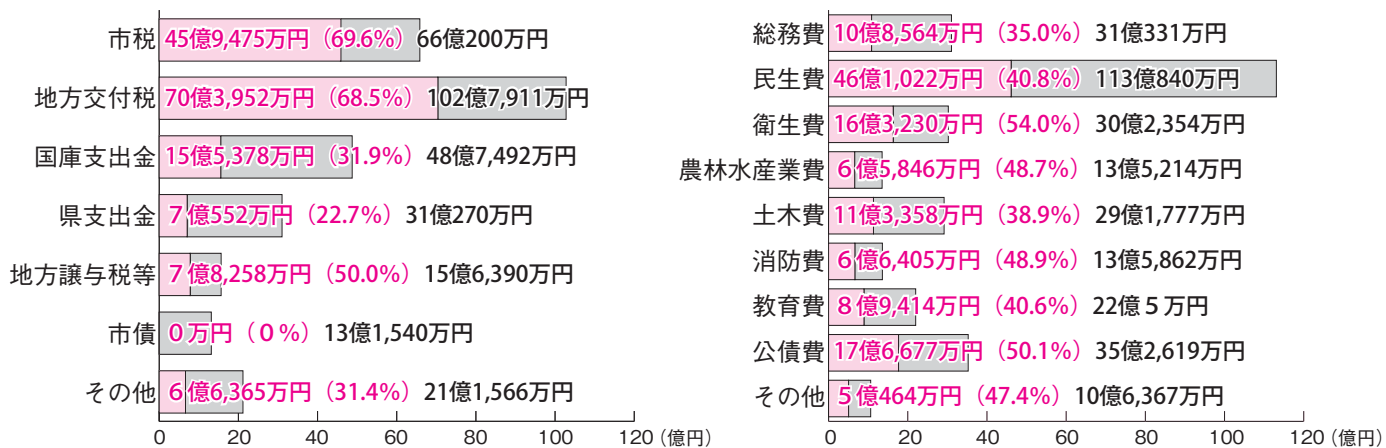 市税 45億9,475万円（69.6%） 66億200万円
地方交付税 70億3,952万円（68.5%） 102億7,911万円
国庫支出金 15億5,378万円（31.9%） 48億7,492万円
県支出金 7億552万円（22.7%） 31億270万円
地方譲与税等 7億8,258万円（50.0%） 15億6,390万円
市債 0万円（0%） 13億1,540万円
その他 6億6,365万円（31.4%） 21億1,566万円
0 20 40 60 80 100 120（億円）
総務費 10億8,564万円（35.0%） 31億331万円
民生費 46億1,022万円（40.8%） 113億840万円
衛生費 16億3,230万円（54.0%） 30億2,354万円
農林水産業費 6億5,846万円（48.7%） 13億5,214万円
土木費 11億3,358万円（38.9%） 29億1,777万円
消防費 6億6,405万円（48.9%） 13億5,862万円
教育費 8億9,414万円（40.6%） 22億5万円
公債費 17億6,677万円（50.1%） 35億2,619万円
その他 5億464万円（47.4%） 10億6,367万円
0 20 40 60 80 100 120（億円）